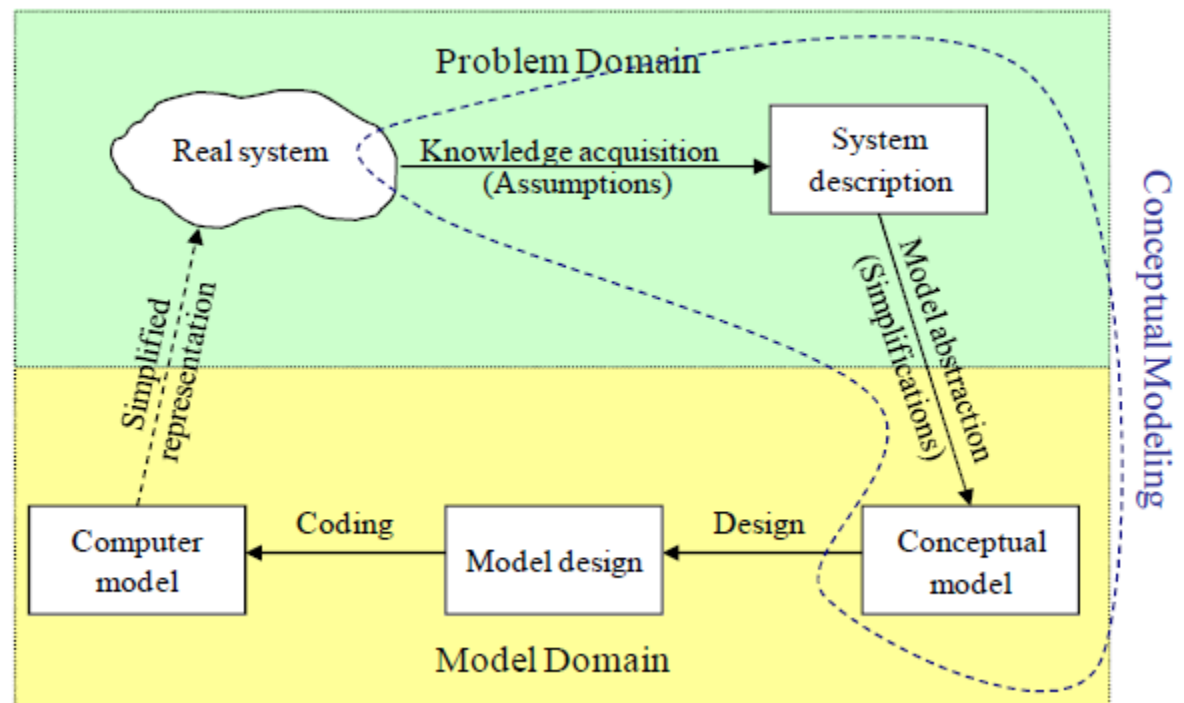 Problem Domain
Real system
Knowledge acquisition
(Assumptions)
System
description
Model abstraction
(Simplifications)
Conceptual Modeling
Simplified
representation
Computer
model
Coding
Model design
Design
Conceptual
model
Model Domain